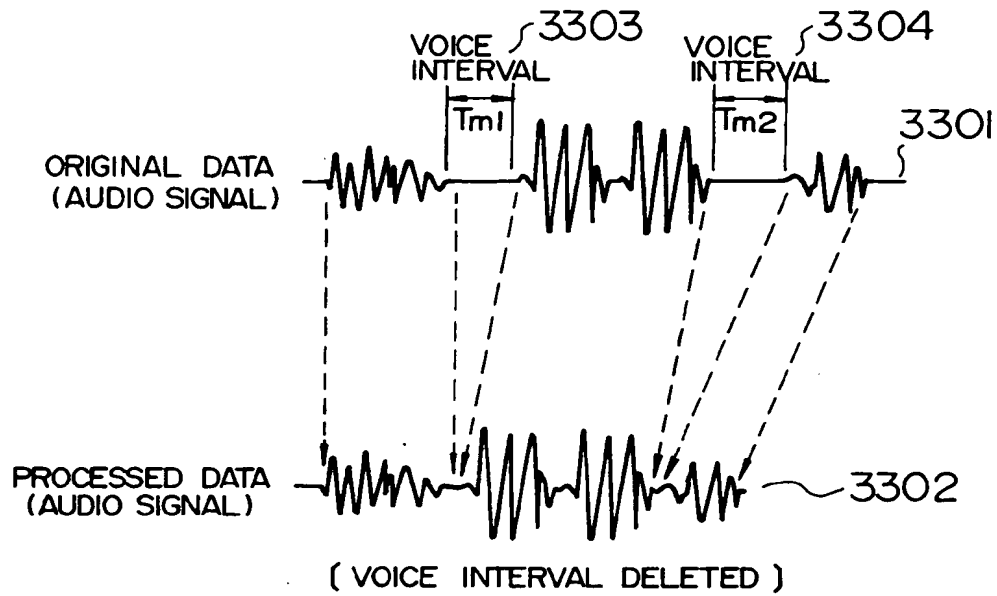 3303
VOICE
INTERVAL
Tm1
3304
VOICE
INTERVAL
Tm2
3301
ORIGINAL DATA
(AUDIO SIGNAL)
PROCESSED DATA
(AUDIO SIGNAL)
3302
[ VOICE INTERVAL DELETED ]